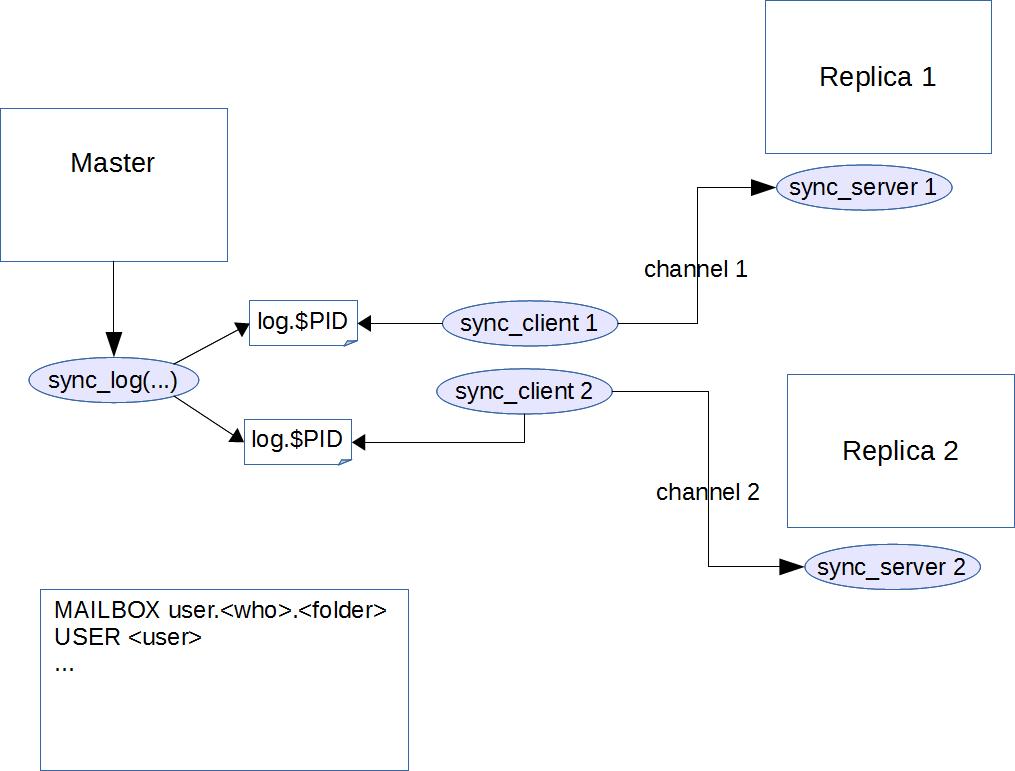 Replica 1
Master
sync_server 1
channel 1
log.$PID
sync_client 1
sync_log(...)
sync_client 2
log.$PID
Replica 2
channel 2
sync_server 2
MAILBOX user.<who>.<folder>
USER <user>
...